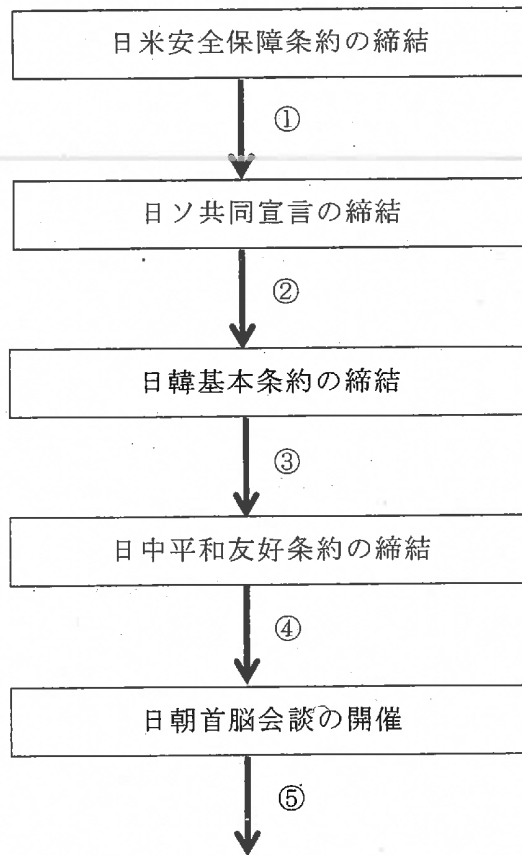 日米安全保障条約の締結
①
日ソ共同宣言の締結
②
日韓基本条約の締結
③
日中平和友好条約の締結
④
日朝首脳会談の開催
⑤